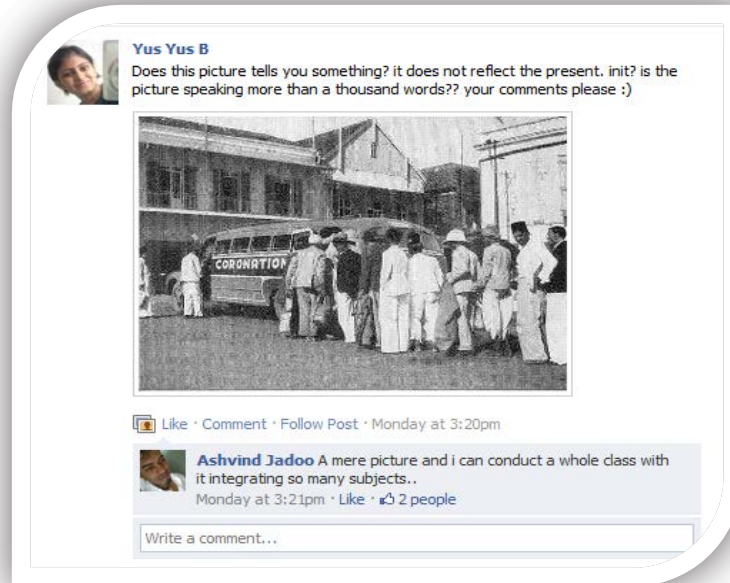 Yus Yus B
Does this picture tells you something? it does not reflect the present. init? is the
picture speaking more than a thousand words?? your comments please :)
CORONATION
Like · Comment · Follow Post · Monday at 3:20pm
Ashvind Jadoo A mere picture and i can conduct a whole class with
it integrating so many subjects..
Monday at 3:21pm · Like · 2 people
Write a comment...